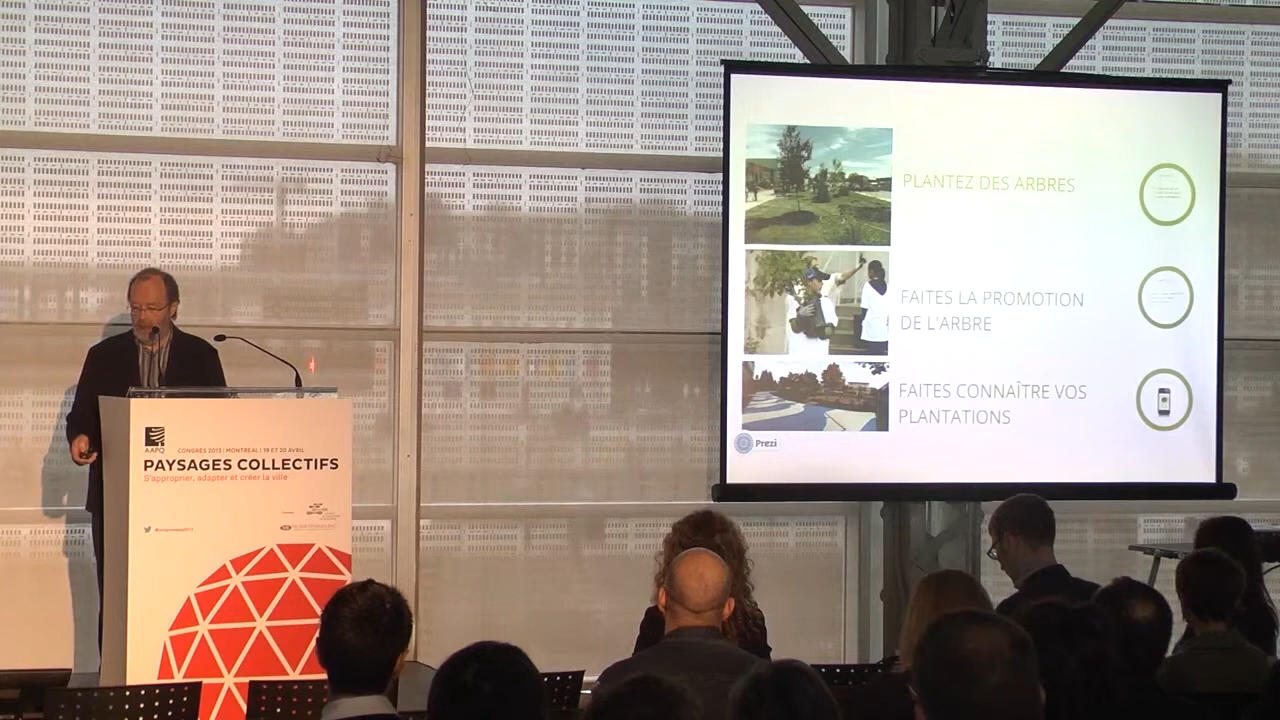 AAPQ
CONGRÈS 2013 | MONTRÉAL | 19 ET 20 AVRIL
PAYSAGES COLLECTIFS
S'approprier, adapter et créer la ville
PLANTEZ DES ARBRES
FAITES LA PROMOTION
DE L'ARBRE
FAITES CONNAÎTRE VOS
PLANTATIONS
Prezi